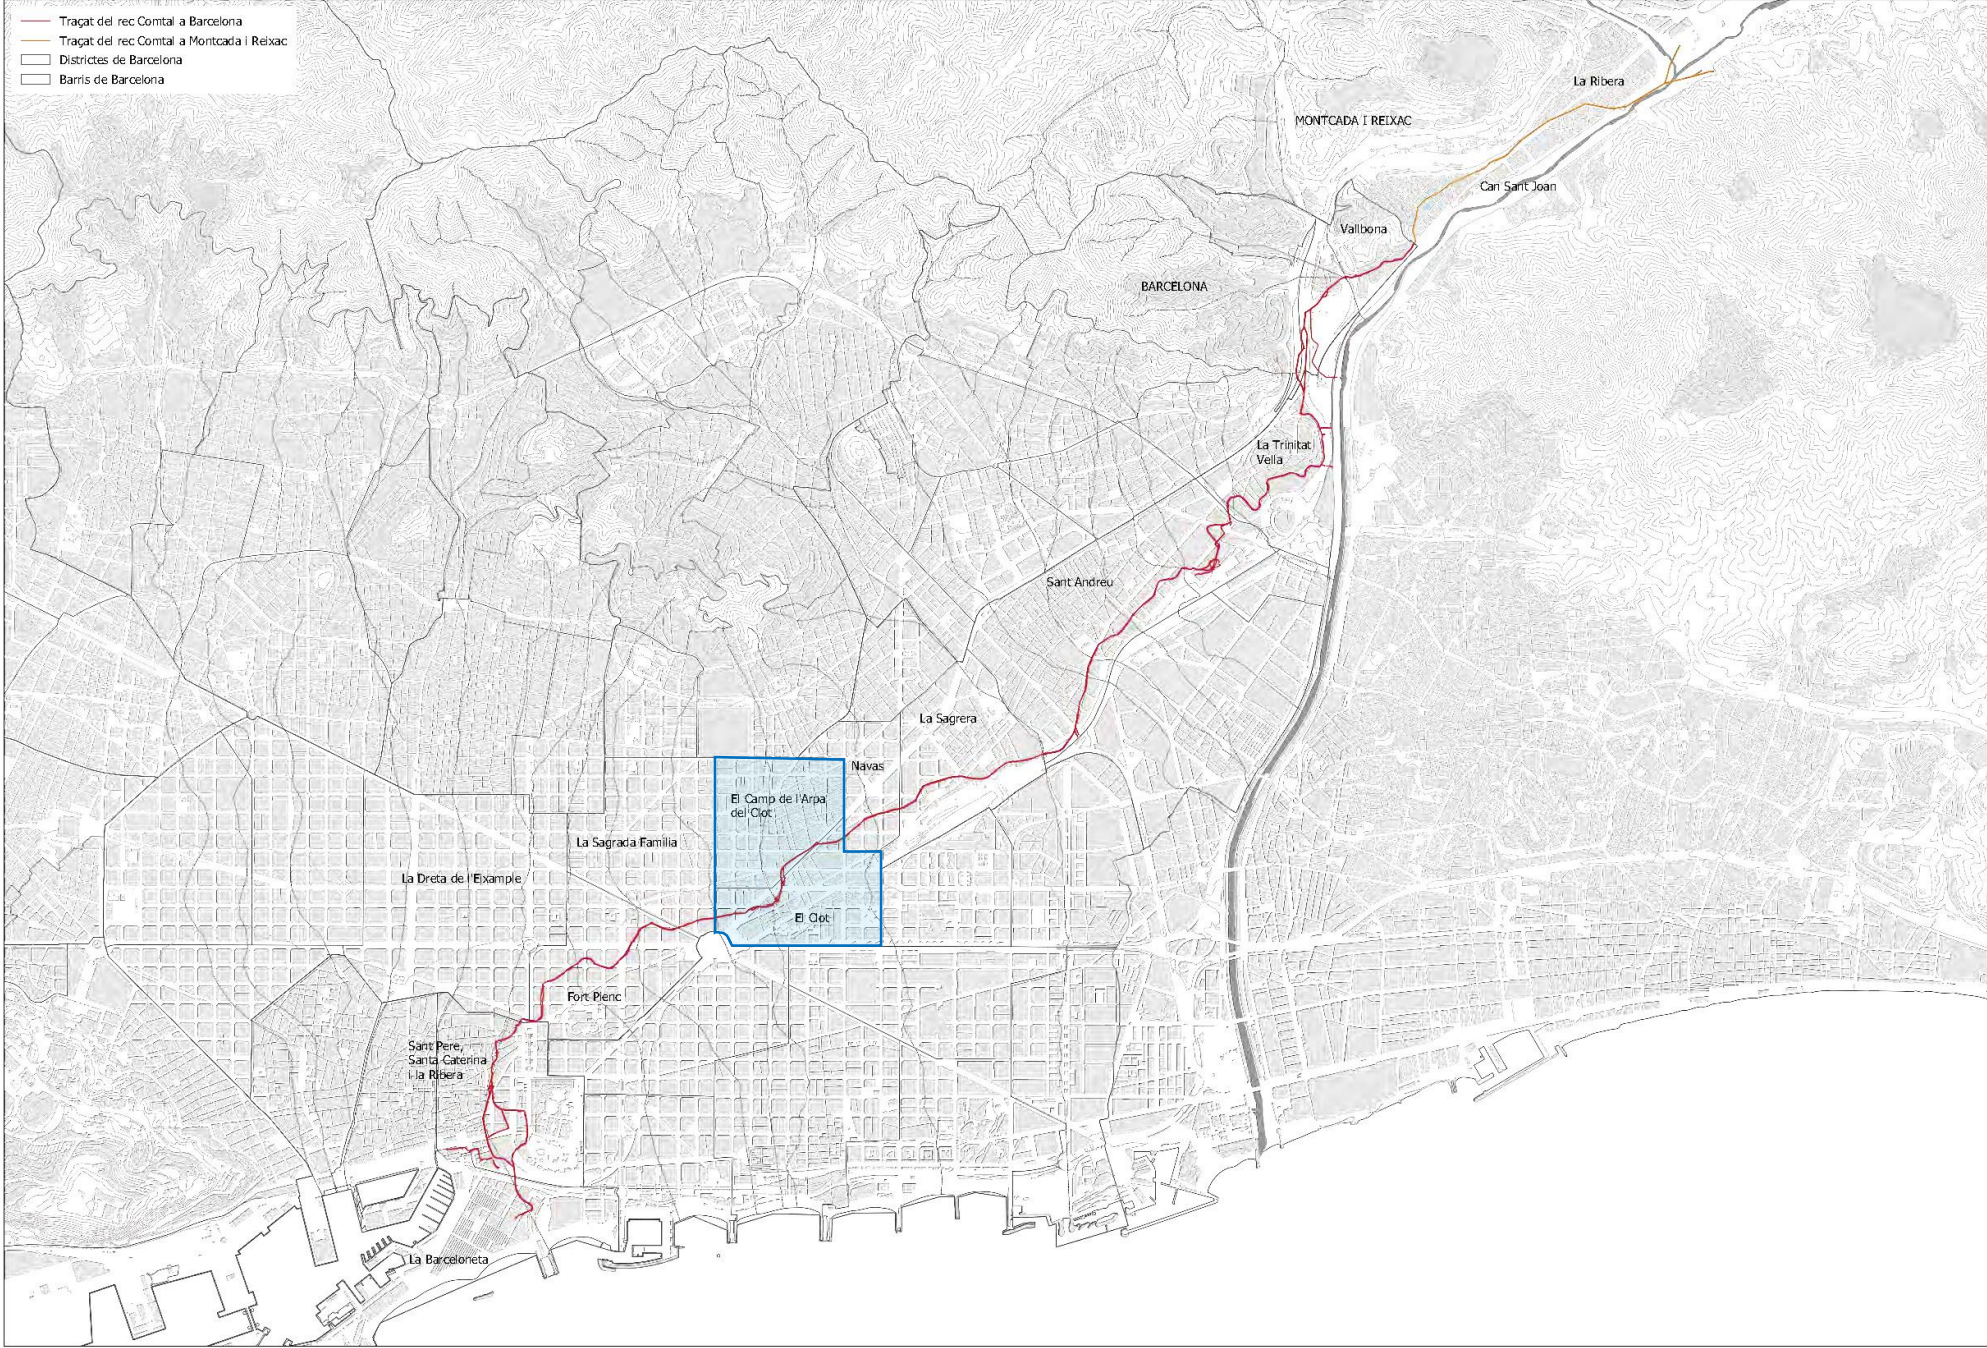 Traçat del rec Comtal a Barcelona
Traçat del rec Comtal a Montcada i Reixac
Districtes de Barcelona
Barris de Barcelona
La Ribera
MONTCADA I REIXAC
Can Sant Joan
Vallbona
BARCELONA
La Trinitat
Vella
Sant Andreu
La Sagrera
Navas
El Camp de l'Arpa
del Clot
La Sagrada Família
La Dreta de l'Eixample
El Clot
Fort Pienc
Sant Pere,
Santa Caterina
i la Ribera
La Barceloneta